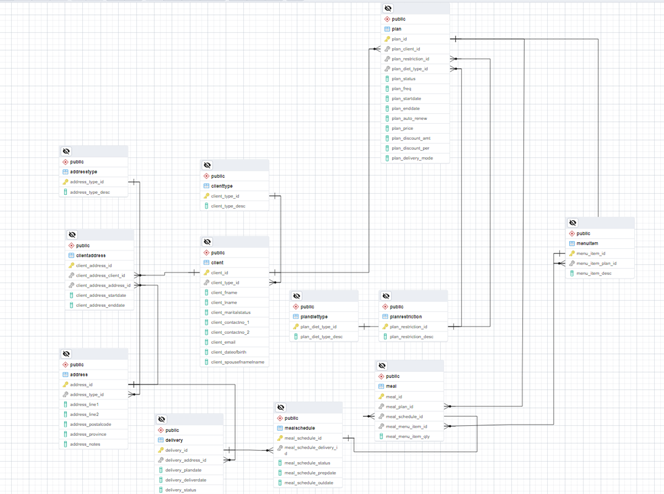 public
plan
plan_id
plan_client_id
plan_restriction_id
plan_diet_type_id
plan_status
plan_freq
plan_startdate
plan_enddate
plan_auto_renew
plan_price
plan_discount_amt
plan_discount_per
plan_delivery_mode
public
addresstype
address_type_id
address_type_desc
public
clienttype
client_type_id
client_type_desc
public
clientaddress
client_address_id
client_address_client_id
client_address_address_id
client_address_startdate
client_address_enddate
public
client
client_id
client_type_id
client_fname
client_lname
client_maritalstatus
client_contactno_1
client_contactno_2
client_email
client_dateofbirth
public
menuitem
menu_item_id
menu_item_plan_id
menu_item_desc
public
plandiettype
plan_diet_type_id
plan_diet_type_desc
public
planrestriction
plan_restriction_id
plan_restriction_desc
public
address
address_id
address_type_id
address_line1
address_line2
address_postalcode
address_province
address_notes
public
meal
meal_id
meal_plan_id
meal_schedule_id
meal_menu_item_id
meal_menu_item_qty
public
delivery
delivery_id
delivery_address_id
delivery_plandate
delivery_deliverdate
delivery_status
public
mealschedule
meal_schedule_id
meal_schedule_delivery_i
d
meal_schedule_status
meal_schedule_prepdate
meal_schedule_outdate